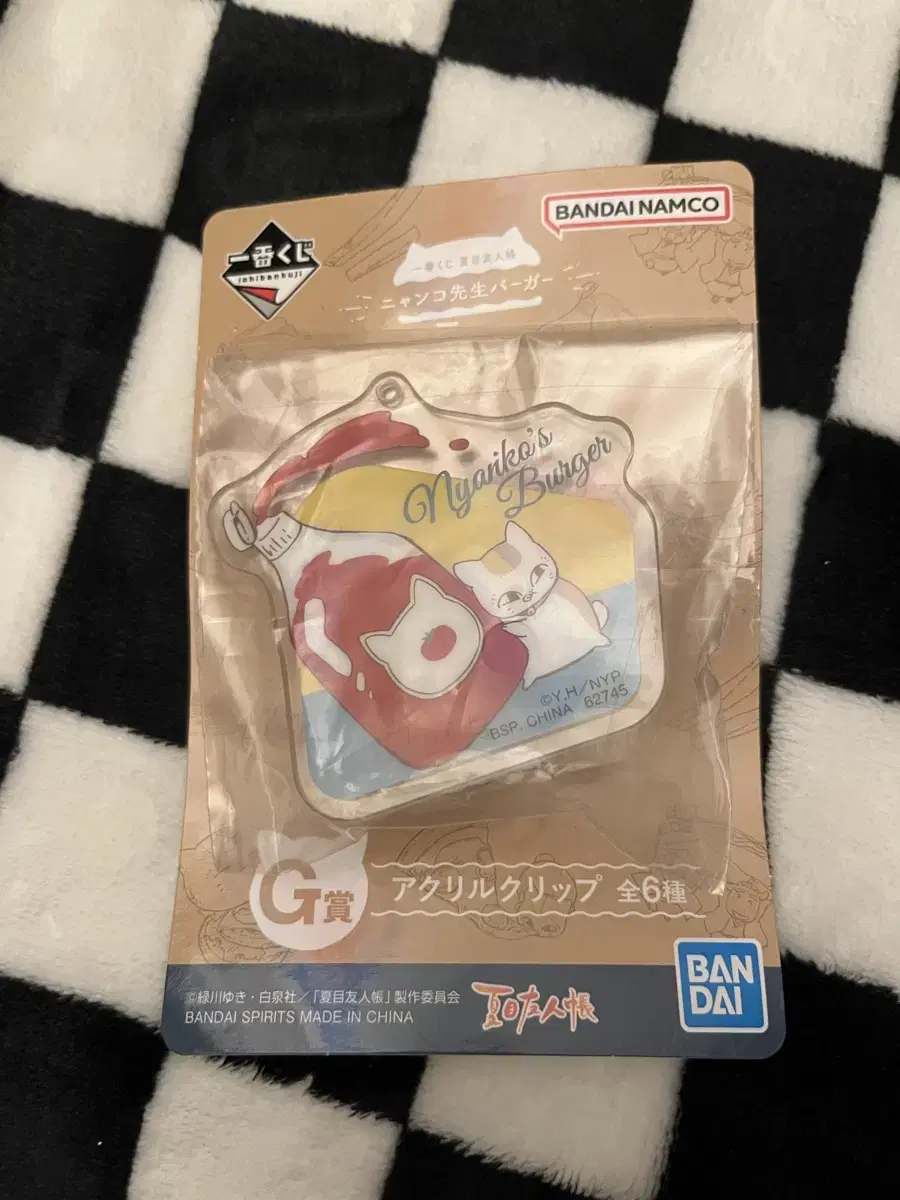 一番くじ
ichibankuji
BANDAI NAMCO
一番くじ 夏目友人帳
ニャンコ先生バーガー
Nyanko's
Burger
©Y.H/NYP/
BSP. CHINA 62745
G賞
アクリルクリップ 全6種
©緑川ゆき・白泉社/「夏目友人帳」製作委員会
BANDAI SPIRITS MADE IN CHINA
夏目友人帳
BAN
DAI